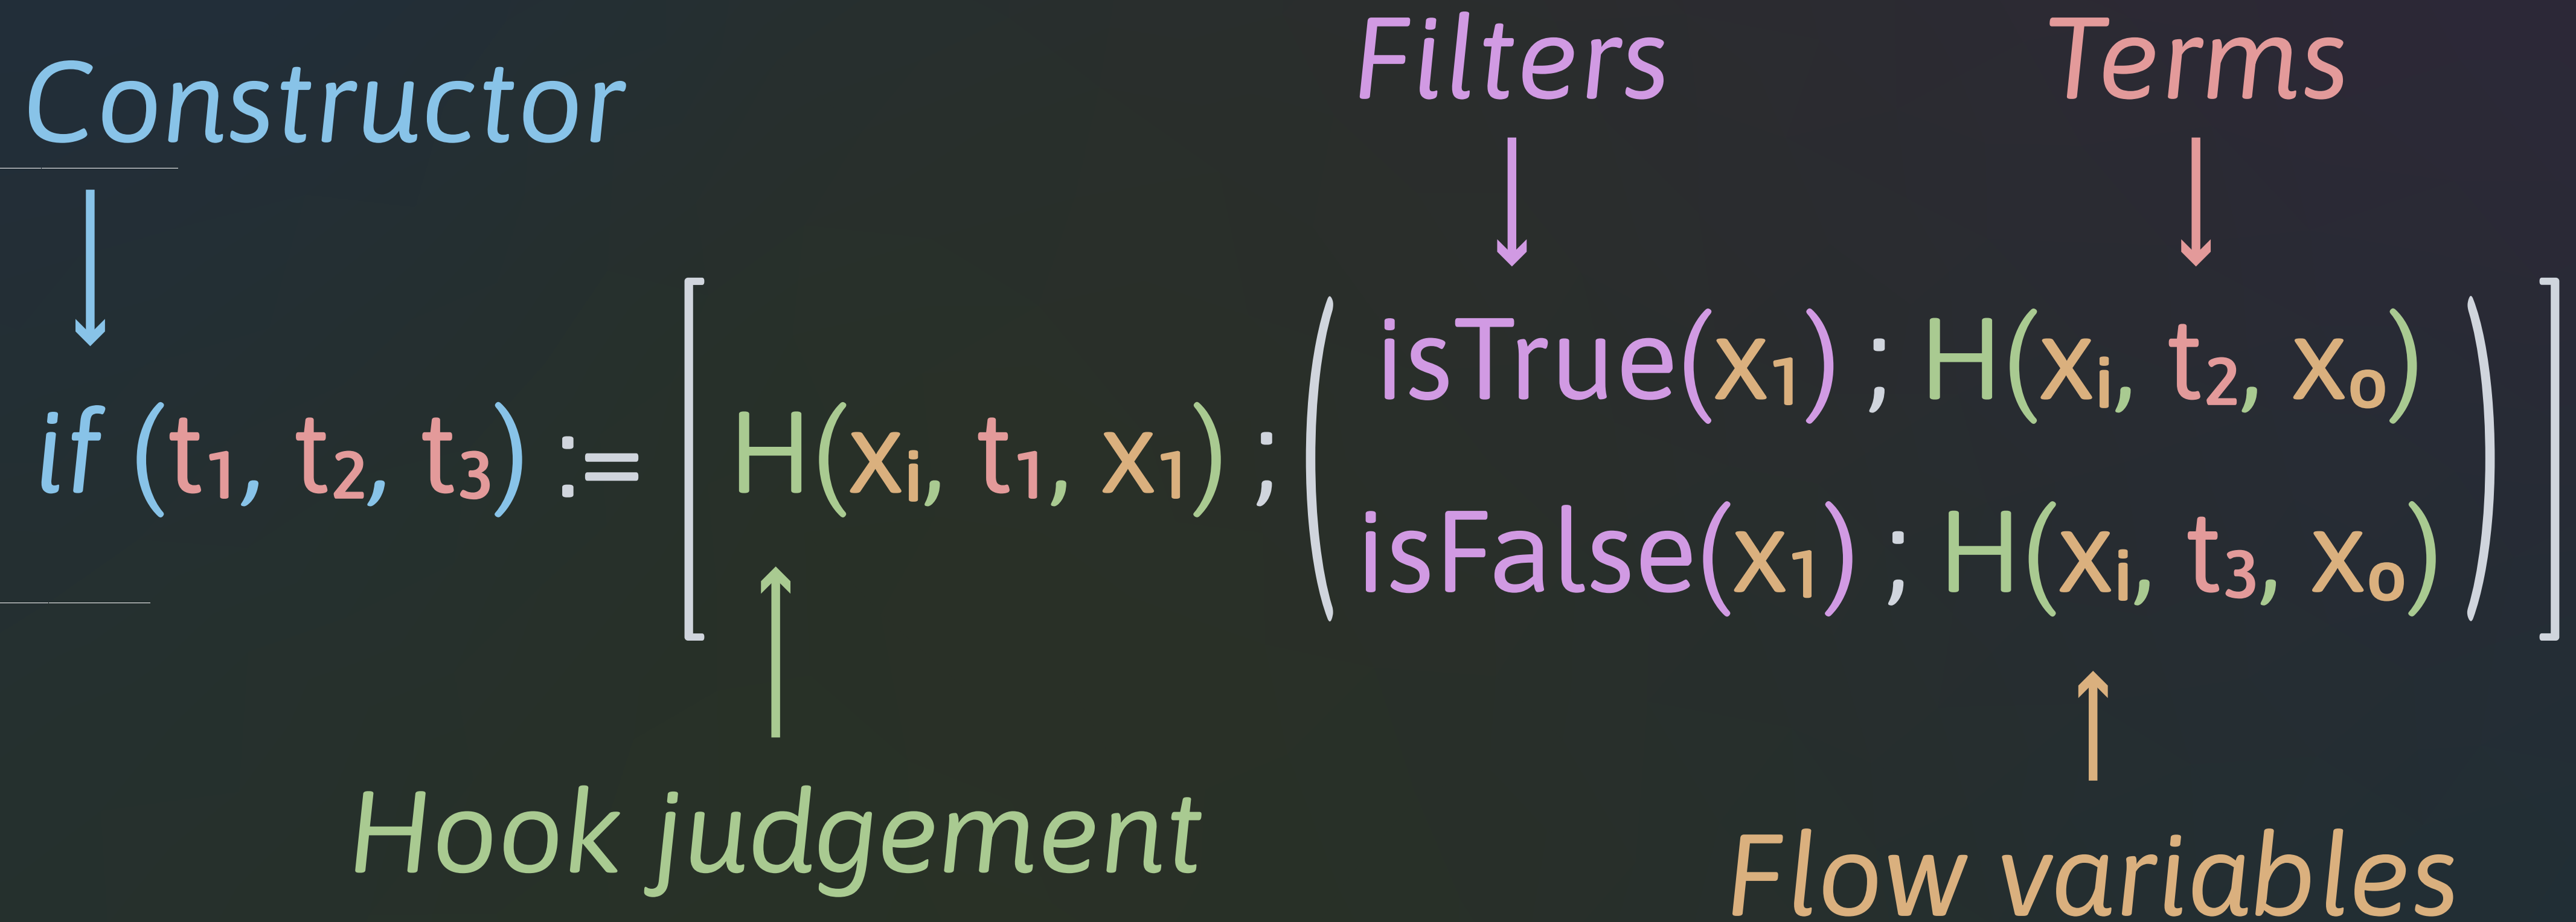 Constructor
Filters
Terms
if (t₁, t₂, t₃) := [ H(xᵢ, t₁, x₁) ; (
isTrue(x₁) ; H(xᵢ, t₂, xₒ)
isFalse(x₁) ; H(xᵢ, t₃, xₒ)
) ]
Hook judgement
Flow variables